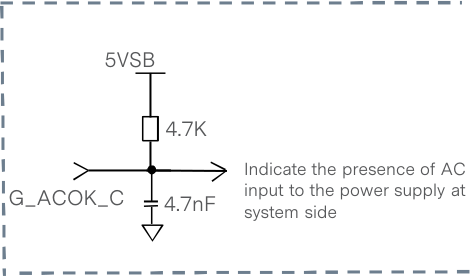 5VSB
4.7K
G_ACOK_C
4.7nF
Indicate the presence of AC
input to the power supply at
system side